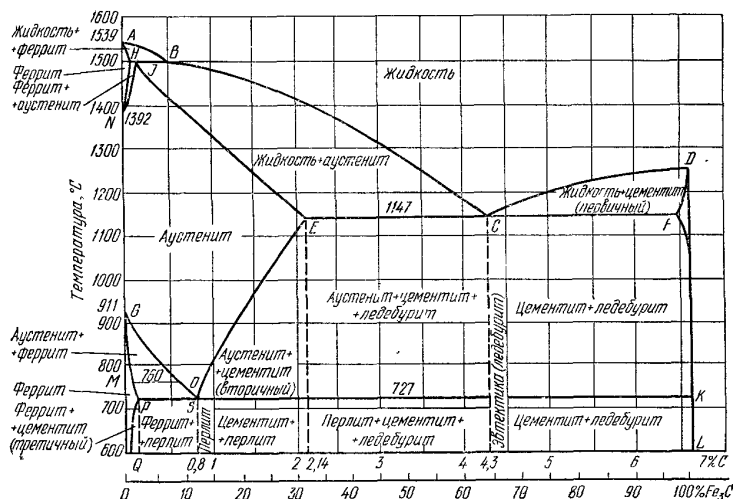 1600
1539
A
Жидкость+
+феррит
H
B
1500
J
Жидкость
Феррит
Феррит+
+аустенит
1400
N
1392
1300
Жидкость+аустенит
D
1200
Жидкость+цементит
(первичный)
1147
E
C
F
1100
Температура, °С
Аустенит
1000
911
G
900
Аустенит+цементит+
+ледебурит
Цементит+ледебурит
Эвтектика (ледебурит)
Аустенит+
+феррит
800
Аустенит+
+цементит
(вторичный)
M
760
O
727
K
Феррит
700
P
S
Феррит+
+цементит
(третичный)
Феррит+
+перлит
Перлит
Цементит+
+перлит
Перлит+цементит+
+ледебурит
Цементит+ледебурит
600
L
Q
0,8
1
2
2,14
3
4
4,3
5
6
7%C
0
10
20
30
40
50
60
70
80
90
100%Fe3C